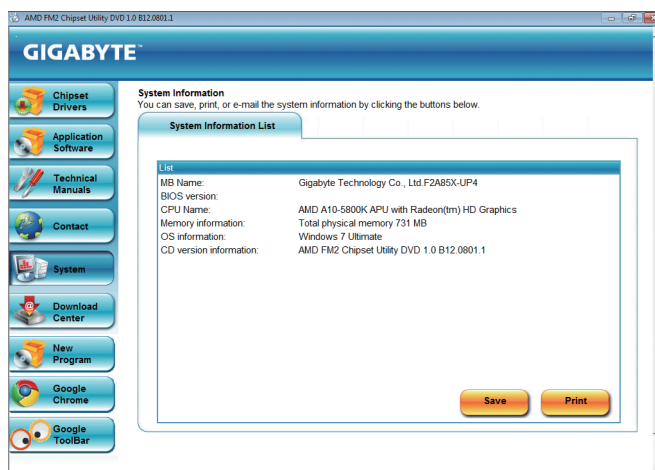 AMD FM2 Chipset Utility DVD 1.0 B12.0801.1
GIGABYTE™
Chipset
Drivers
Application
Software
Technical
Manuals
Contact
System
Download
Center
New
Program
Google
Chrome
Google
ToolBar
System Information
You can save, print, or e-mail the system information by clicking the buttons below.
System Information List
List
MB Name: Gigabyte Technology Co., Ltd.F2A85X-UP4
BIOS version:
CPU Name: AMD A10-5800K APU with Radeon(tm) HD Graphics
Memory information: Total physical memory 731 MB
OS information: Windows 7 Ultimate
CD version information: AMD FM2 Chipset Utility DVD 1.0 B12.0801.1
Save Print